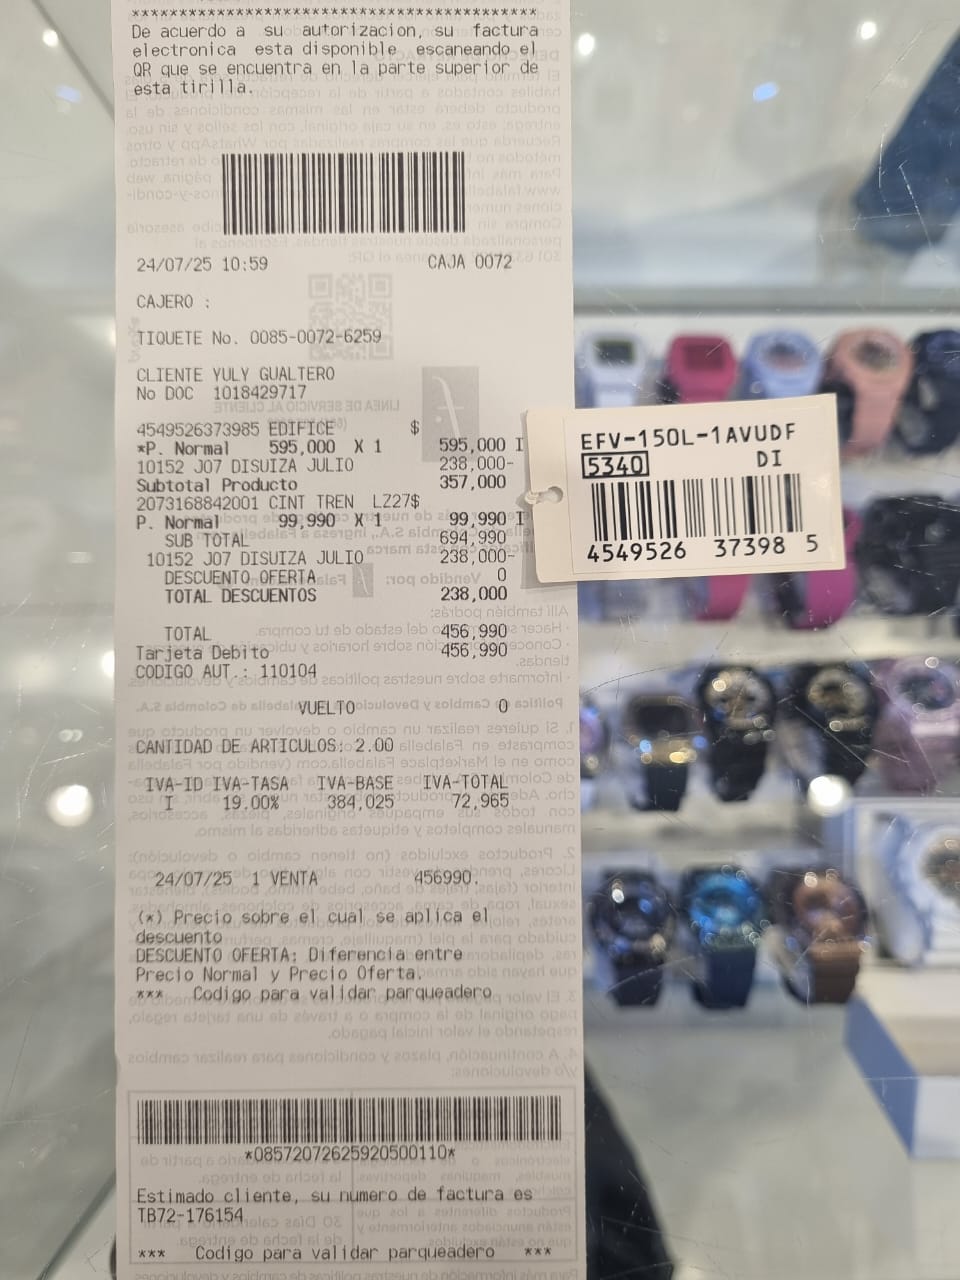 De acuerdo a su autorizacion, su factura
electronica esta disponible escaneando el
QR que se encuentra en la parte superior de
esta tirilla.
24/07/25 10:59 CAJA 0072
CAJERO :
TIQUETE No. 0085-0072-6259
CLIENTE YULY GUALTERO
No DOC 1018429717
4549526373985 EDIFICE $
*P. Normal 595,000 X 1 595,000 I
10152 J07 DISUIZA JULIO 238,000-
Subtotal Producto 357,000
2073168842001 CINT TREN LZ27$
P. Normal 99,990 X 1 99,990 I
SUB TOTAL 694,990
10152 J07 DISUIZA JULIO 238,000-
DESCUENTO OFERTA 0
TOTAL DESCUENTOS 238,000
TOTAL 456,990
Tarjeta Debito 456,990
CODIGO AUT.: 110104
VUELTO 0
CANTIDAD DE ARTICULOS: 2.00
IVA-ID IVA-TASA IVA-BASE IVA-TOTAL
I 19.00% 384,025 72,965
24/07/25 1 VENTA 456990
(*) Precio sobre el cual se aplica el
descuento
DESCUENTO OFERTA: Diferencia entre
Precio Normal y Precio Oferta.
*** Codigo para validar parqueadero
*08572072625920500110*
Estimado cliente, su numero de factura es
TB72-176154
*** Codigo para validar parqueadero ***
EFV-150L-1AVUDF
5340 DI
4549526 37398 5